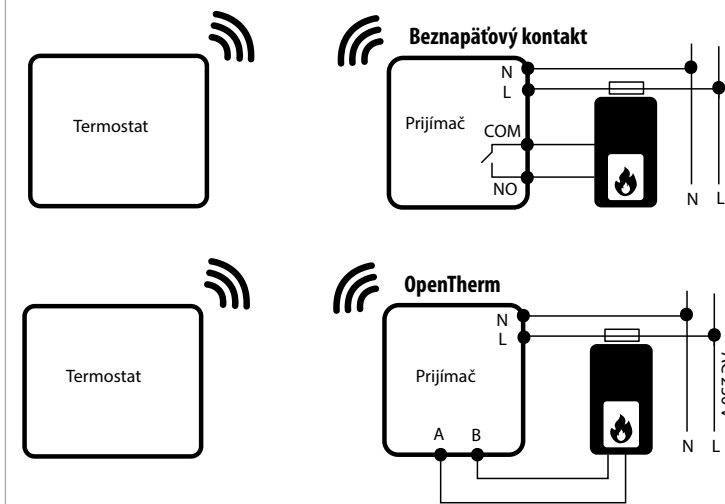 Beznapäťový kontakt
Termostat
Prijímač
N
L
COM
NO
N L
OpenTherm
Termostat
Prijímač
N
L
A B
N L